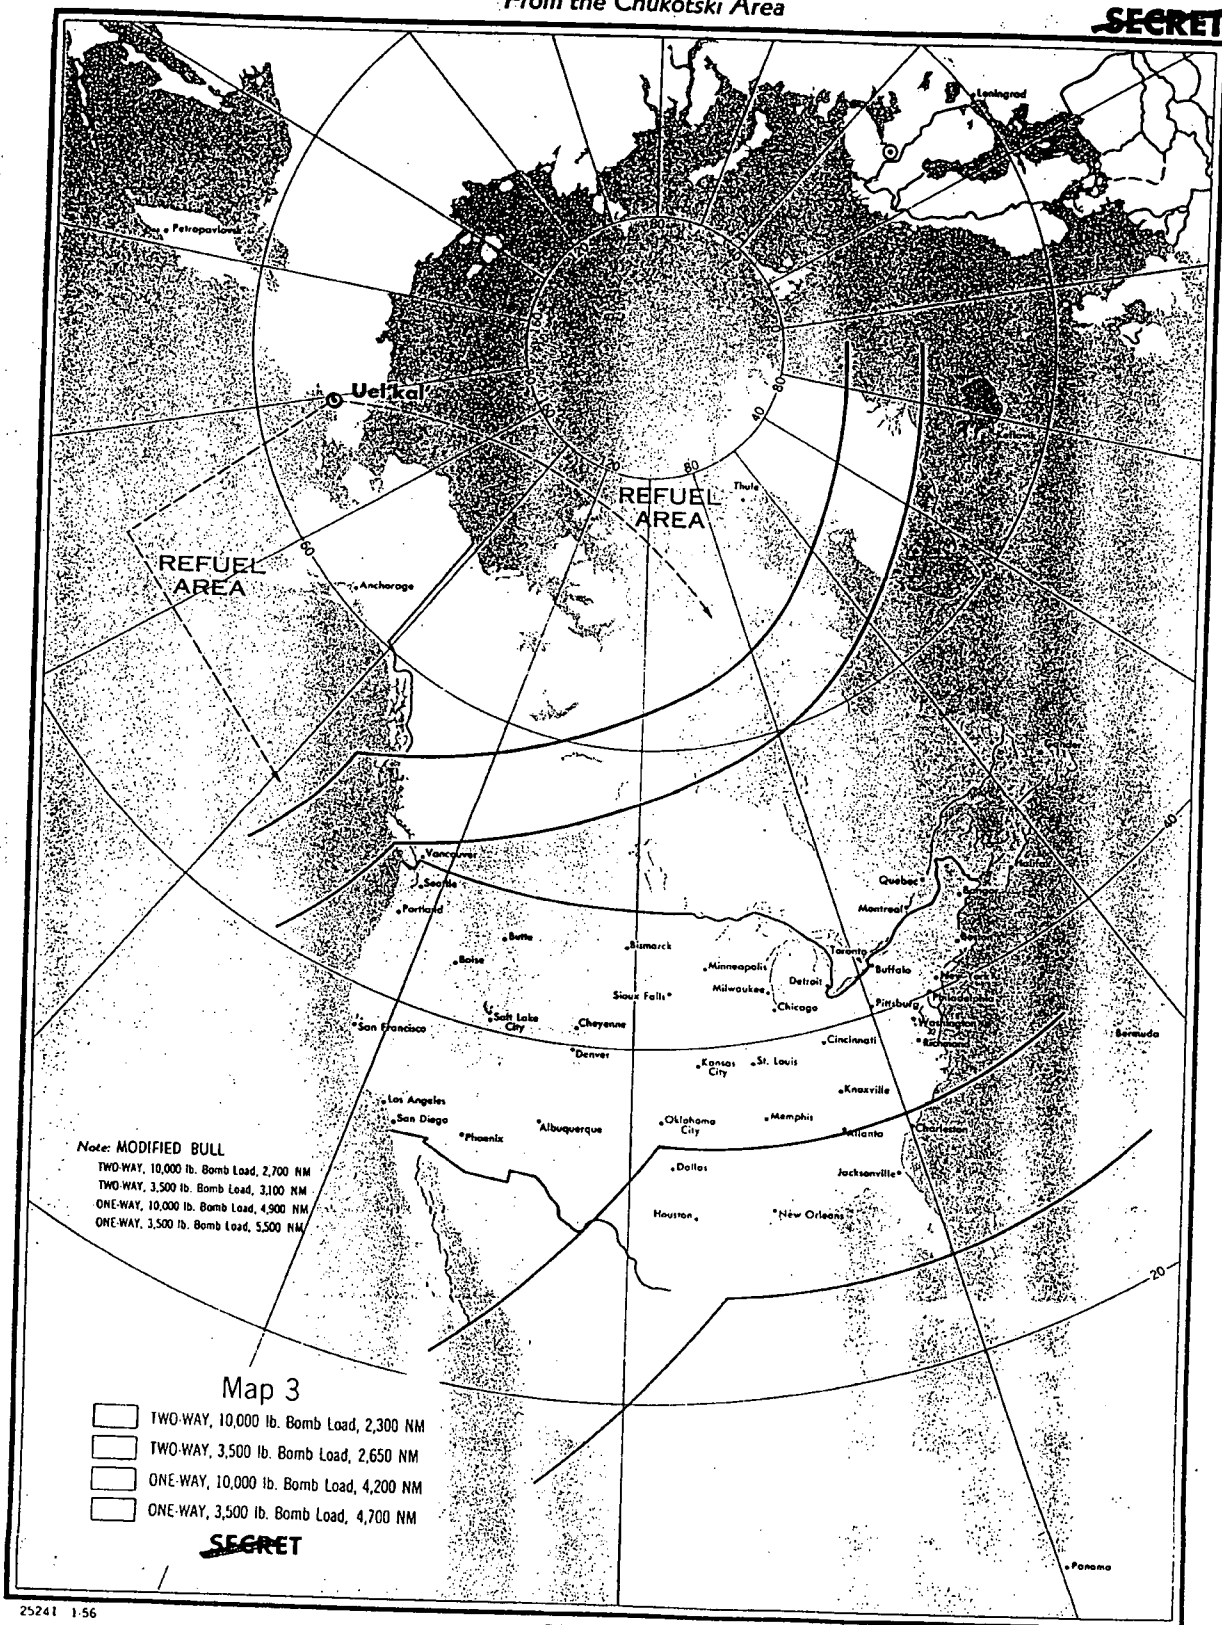 From the Chukotski Area
SECRET
Leningrad
Petropavlovsk
Uel'kal
Keflavik
80
40
20
80
Thule
REFUEL
AREA
REFUEL
AREA
60
Anchorage
40
Vancouver
Seattle
Portland
Quebec
Halifax
Bangor
Montreal
Butte
Boise
Bismarck
Boston
Toronto
Buffalo
Minneapolis
Detroit
Milwaukee
New York
Sioux Falls
Chicago
Pittsburg
Philadelphia
Salt Lake
City
San Francisco
Cheyenne
Washington
Richmond
Bermuda
Cincinnati
Denver
Kansas
City
St. Louis
Knoxville
Los Angeles
San Diego
Phoenix
Albuquerque
Oklahoma
City
Memphis
Atlanta
Charleston
Dallas
Jacksonville
Houston
New Orleans
Note: MODIFIED BULL
TWO-WAY, 10,000 lb. Bomb Load, 2,700 NM
TWO-WAY, 3,500 lb. Bomb Load, 3,100 NM
ONE-WAY, 10,000 lb. Bomb Load, 4,900 NM
ONE-WAY, 3,500 lb. Bomb Load, 5,500 NM
20
Map 3
TWO-WAY, 10,000 lb. Bomb Load, 2,300 NM
TWO-WAY, 3,500 lb. Bomb Load, 2,650 NM
ONE-WAY, 10,000 lb. Bomb Load, 4,200 NM
ONE-WAY, 3,500 lb. Bomb Load, 4,700 NM
SECRET
Panama
25241 1-56